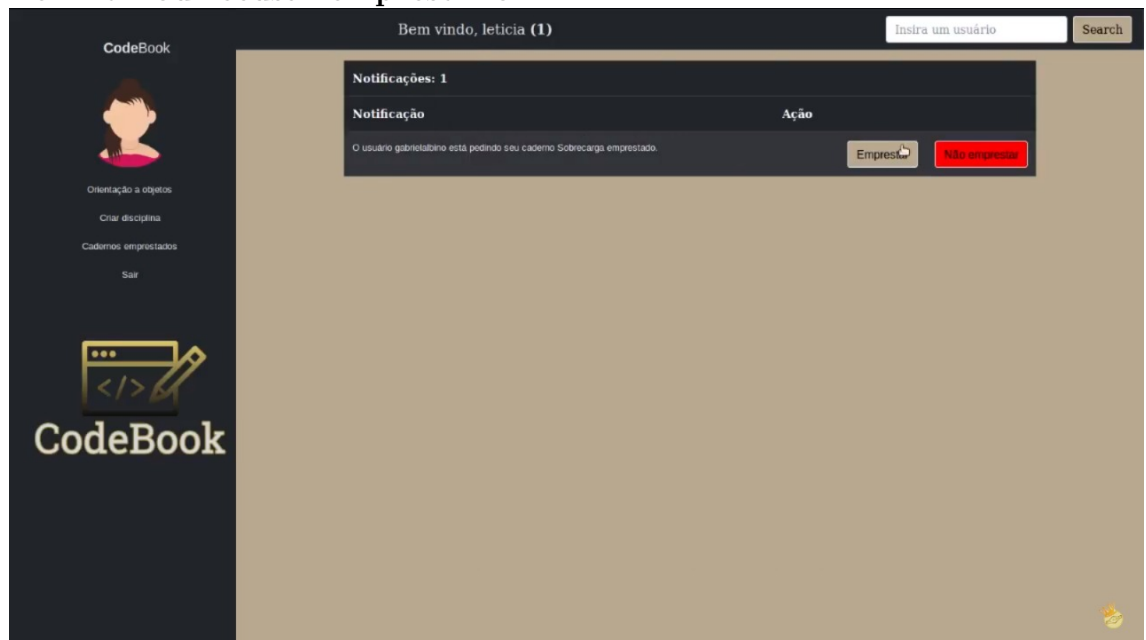 CodeBook
Bem vindo, leticia (1)
Insira um usuário
Search
Notificações: 1
Notificação
Ação
O usuário gabrielalbino está pedindo seu caderno Sobrecarga emprestado.
Emprestar
Não emprestar
Orientação a objetos
Criar disciplina
Cadernos emprestados
Sair
</>
CodeBook